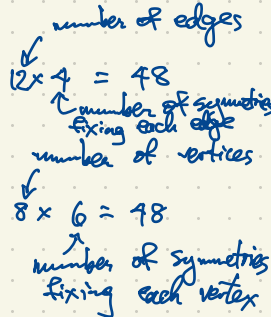 number of edges
12 × 4 = 48
number of symmetries
fixing each edge
number of vertices
8 × 6 = 48
number of symmetries
fixing each vertex